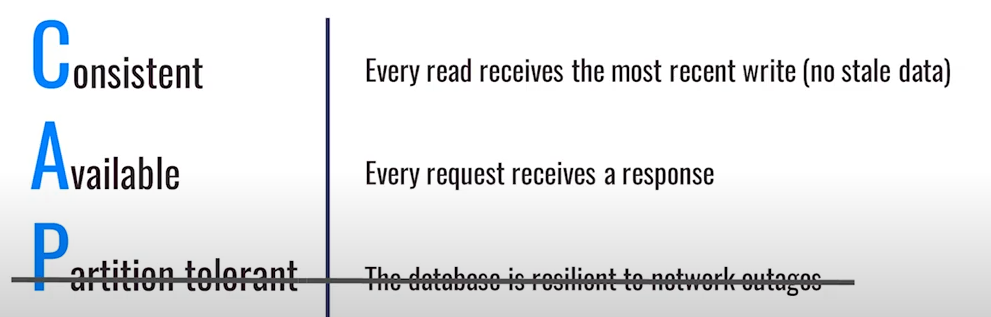 Consistent
Every read receives the most recent write (no stale data)
Available
Every request receives a response
Partition tolorant
The database is resilient to network outages